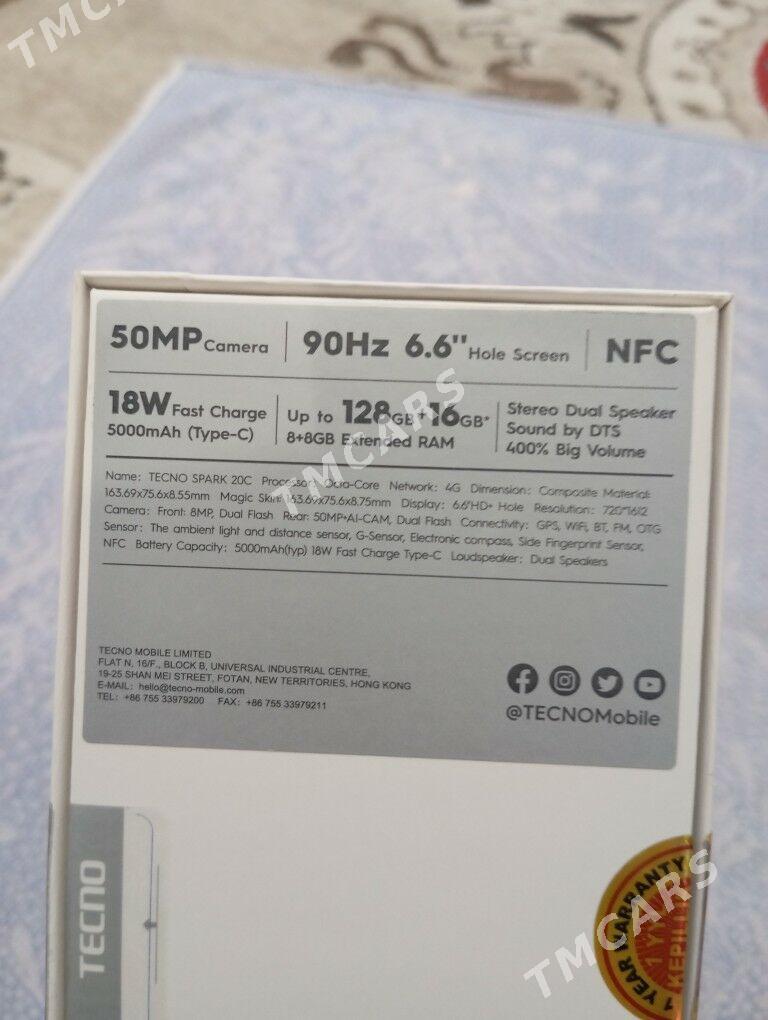 TMCARS
50MP Camera | 90Hz 6.6" Hole Screen | NFC
18W Fast Charge
5000mAh (Type-C)
Up to 128GB+16GB*
8+8GB Extended RAM
Stereo Dual Speaker
Sound by DTS
400% Big Volume
TMCARS
Name: TECNO SPARK 20C Processor: Octa-Core Network: 4G Dimension: Composite Material:
163.69x75.6x8.55mm Magic Skin: 163.69x75.6x8.75mm Display: 6.6"HD+ Hole Resolution: 720*1612
Camera: Front: 8MP, Dual Flash Rear: 50MP+AI-CAM, Dual Flash Connectivity: GPS, WiFi, BT, FM, OTG
Sensor: The ambient light and distance sensor, G-Sensor, Electronic compass, Side Fingerprint Sensor,
NFC Battery Capacity: 5000mAh(typ) 18W Fast Charge Type-C Loudspeaker: Dual Speakers
TECNO MOBILE LIMITED
FLAT N, 16/F., BLOCK B, UNIVERSAL INDUSTRIAL CENTRE,
19-25 SHAN MEI STREET, FOTAN, NEW TERRITORIES, HONG KONG
E-MAIL: hello@tecno-mobile.com
TEL: +86 755 33979200 FAX: +86 755 33979211
@TECNOMobile
TECNO
1 YEAR WARRANTY
TMCARS